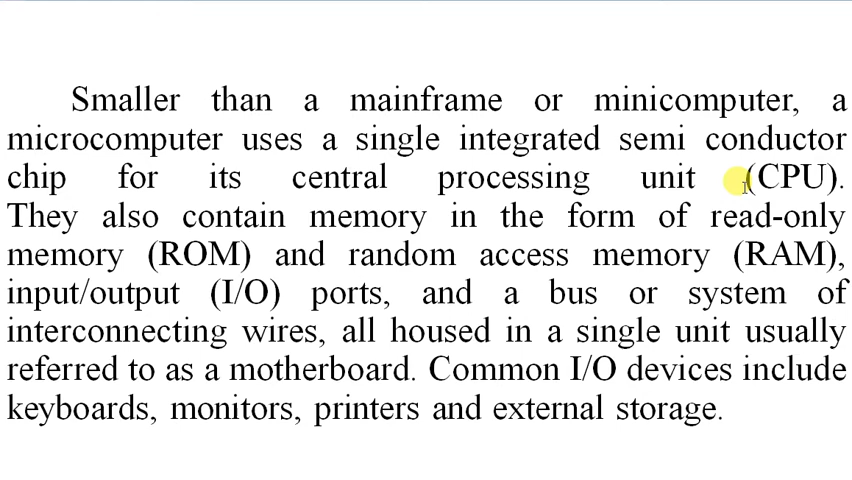 Smaller than a mainframe or minicomputer, a
microcomputer uses a single integrated semi conductor
chip for its central processing unit (CPU).
They also contain memory in the form of read-only
memory (ROM) and random access memory (RAM),
input/output (I/O) ports, and a bus or system of
interconnecting wires, all housed in a single unit usually
referred to as a motherboard. Common I/O devices include
keyboards, monitors, printers and external storage.